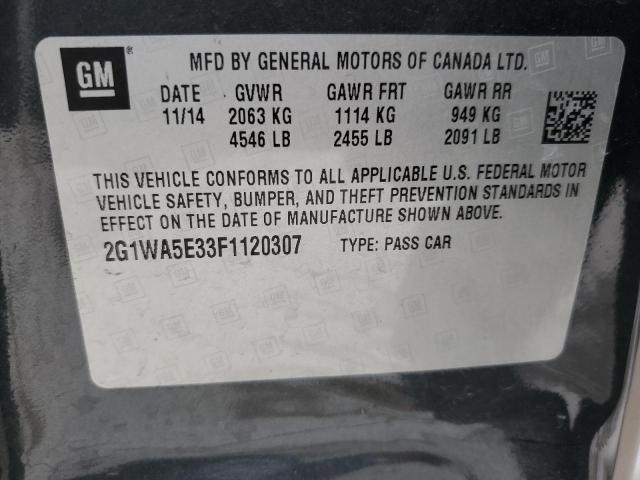 GM ®
MFD BY GENERAL MOTORS OF CANADA LTD.
DATE GVWR GAWR FRT GAWR RR
11/14 2063 KG 1114 KG 949 KG
4546 LB 2455 LB 2091 LB
THIS VEHICLE CONFORMS TO ALL APPLICABLE U.S. FEDERAL MOTOR
VEHICLE SAFETY, BUMPER, AND THEFT PREVENTION STANDARDS IN
EFFECT ON THE DATE OF MANUFACTURE SHOWN ABOVE.
2G1WA5E33F1120307 TYPE: PASS CAR